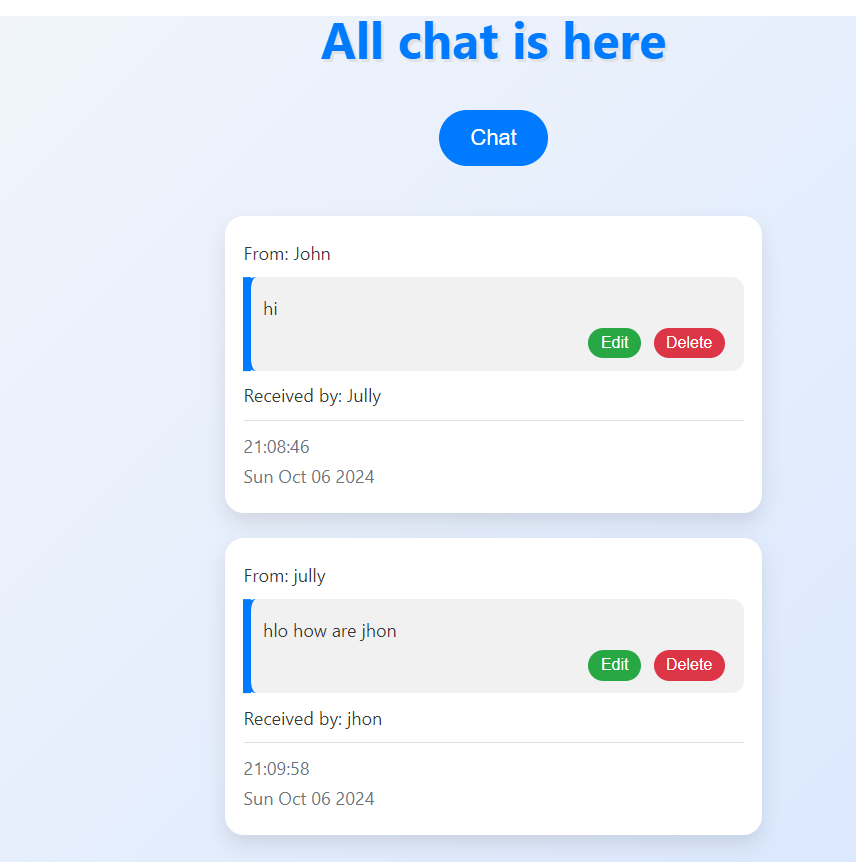 All chat is here
Chat
From: John
hi
Edit Delete
Received by: Jully
21:08:46
Sun Oct 06 2024
From: jully
hlo how are jhon
Edit Delete
Received by: jhon
21:09:58
Sun Oct 06 2024